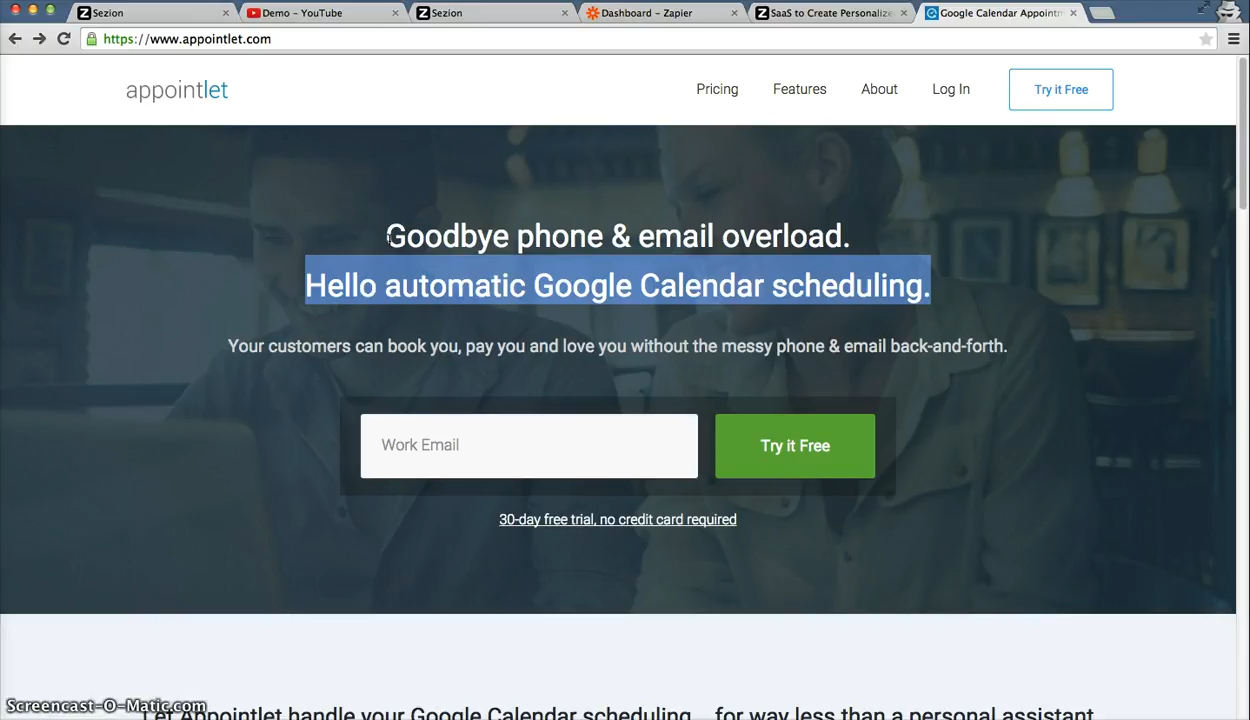 Sezion
Demo - YouTube
Sezion
Dashboard - Zapier
SaaS to Create Personalize
Google Calendar Appointm
https://www.appointlet.com
appointlet
Pricing
Features
About
Log In
Try it Free
Goodbye phone & email overload.
Hello automatic Google Calendar scheduling.
Your customers can book you, pay you and love you without the messy phone & email back-and-forth.
Work Email
Try it Free
30-day free trial, no credit card required
Let Appointlet handle your Google Calendar scheduling... for way less than a personal assistant
Screencast-O-Matic.com